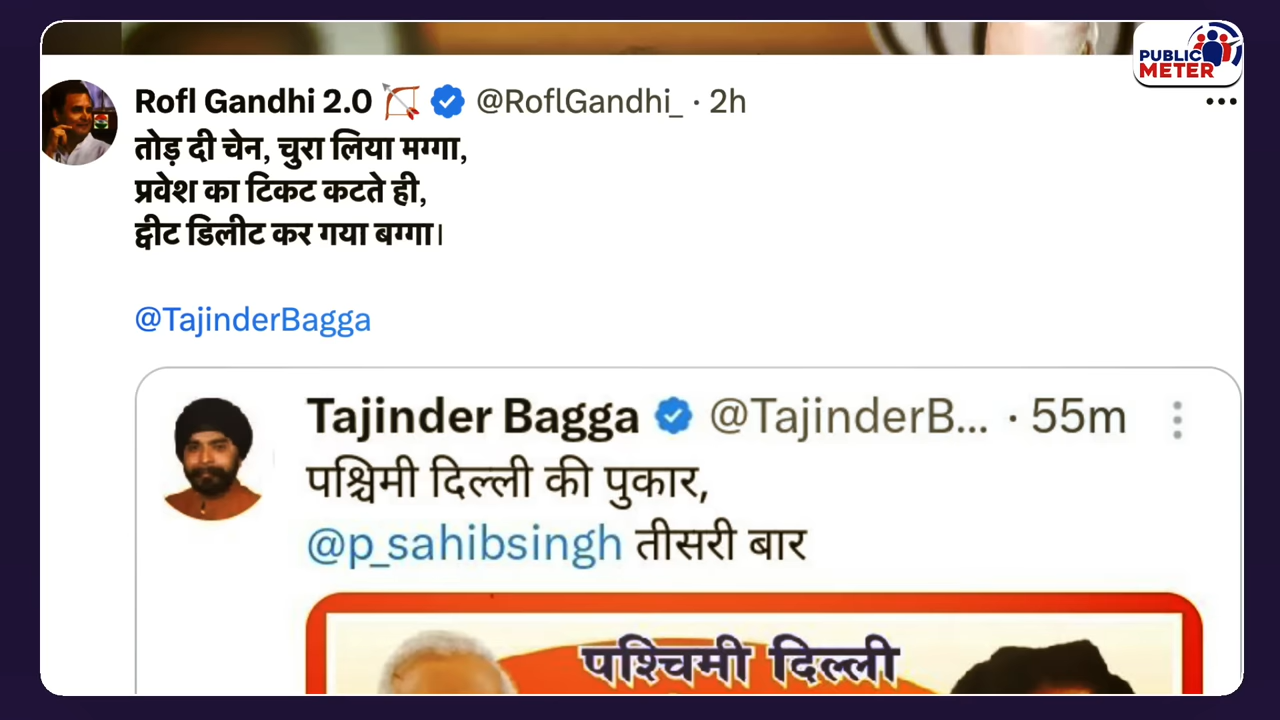 PUBLIC
METER
Rofl Gandhi 2.0 🏹 @RoflGandhi_ · 2h
तोड़ दी चेन, चुरा लिया मग्गा,
प्रवेश का टिकट कटते ही,
ट्वीट डिलीट कर गया बग्गा।
@TajinderBagga
Tajinder Bagga @TajinderB... · 55m
पश्चिमी दिल्ली की पुकार,
@p_sahibsingh तीसरी बार
पश्चिमी दिल्ली